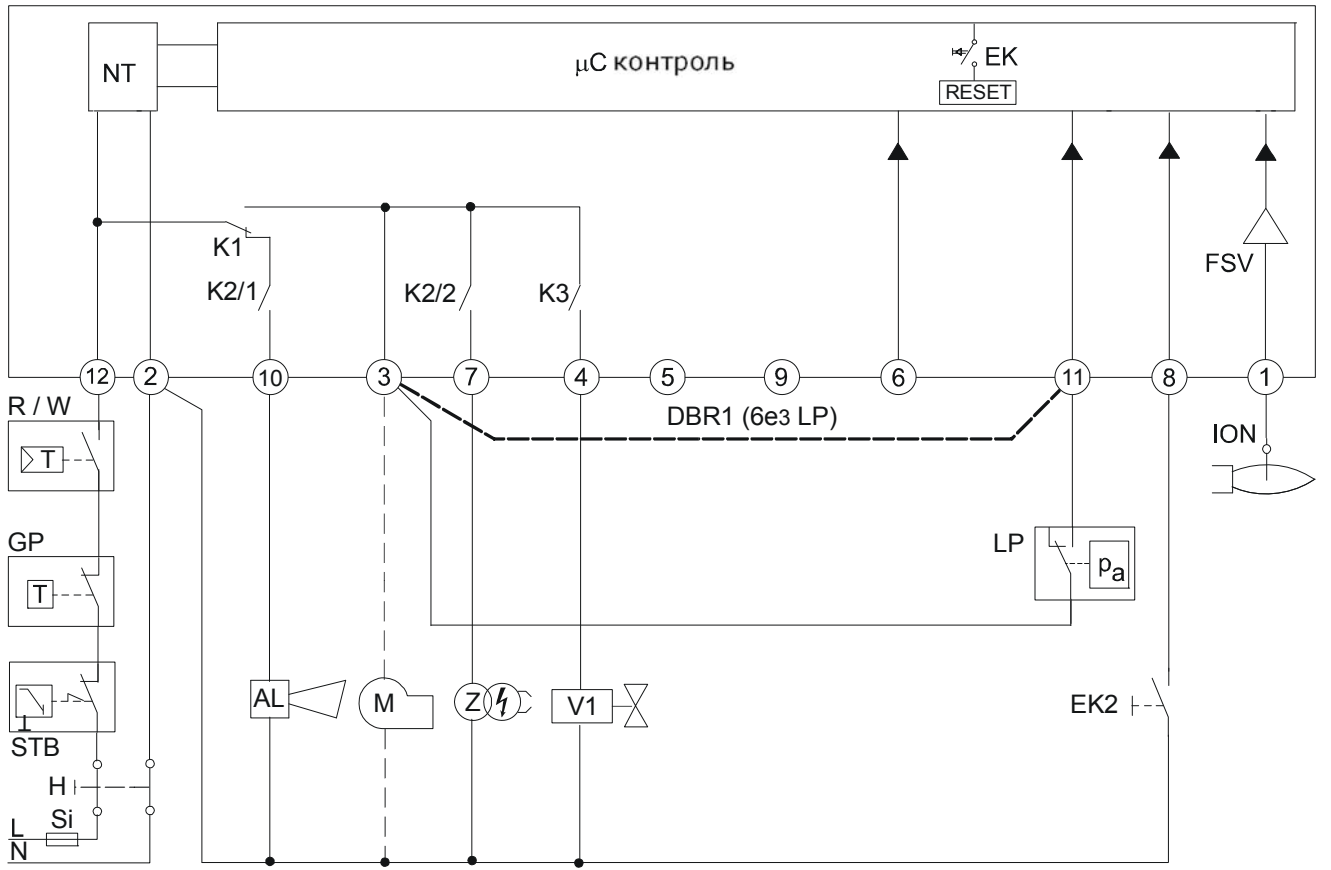 NT
μC контроль
EK
RESET
K1
K2/1
K2/2
K3
FSV
12
2
10
3
7
4
5
9
6
11
8
1
R / W
DBR1 (без LP)
ION
T
GP
T
LP
pa
STB
AL
M
Z
V1
EK2
H
Si
L
N